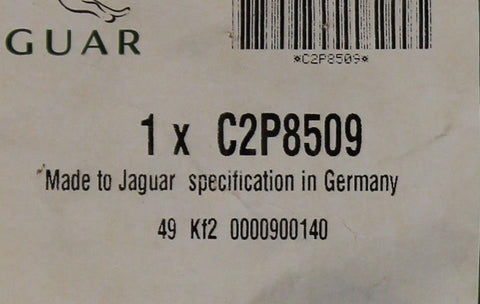 GUAR
*C2P8509*
1 x C2P8509
Made to Jaguar specification in Germany
49 Kf2 0000900140